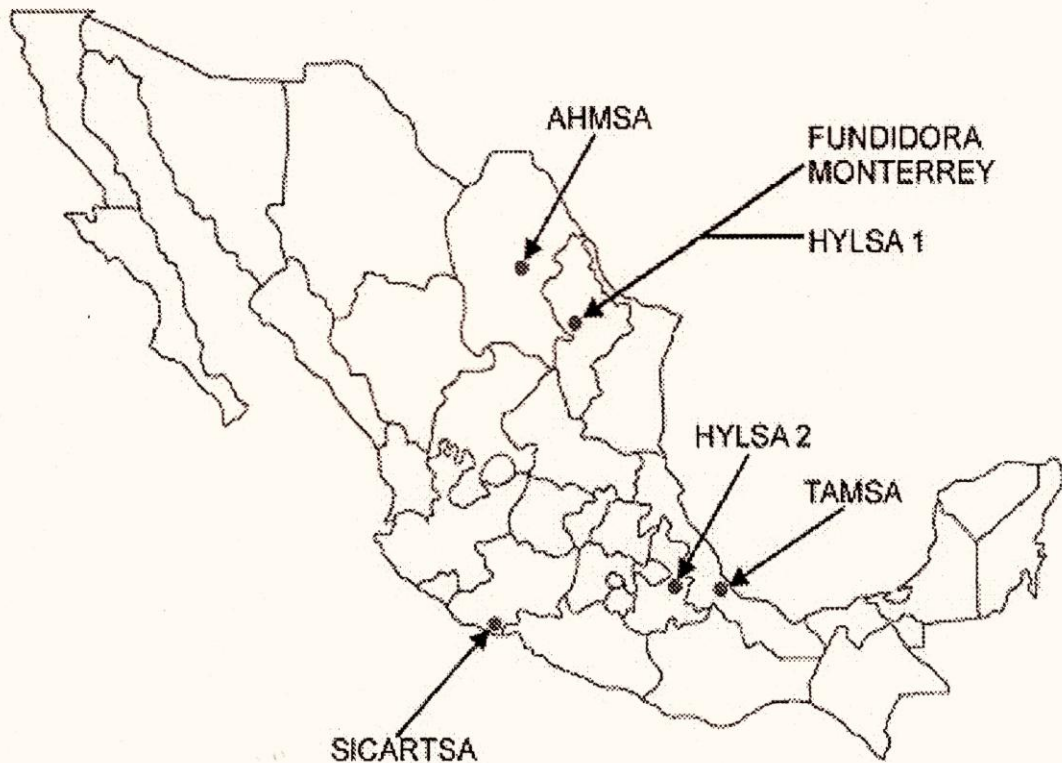 AHMSA
FUNDIDORA
MONTERREY
HYLSA 1
HYLSA 2
TAMSA
SICARTSA